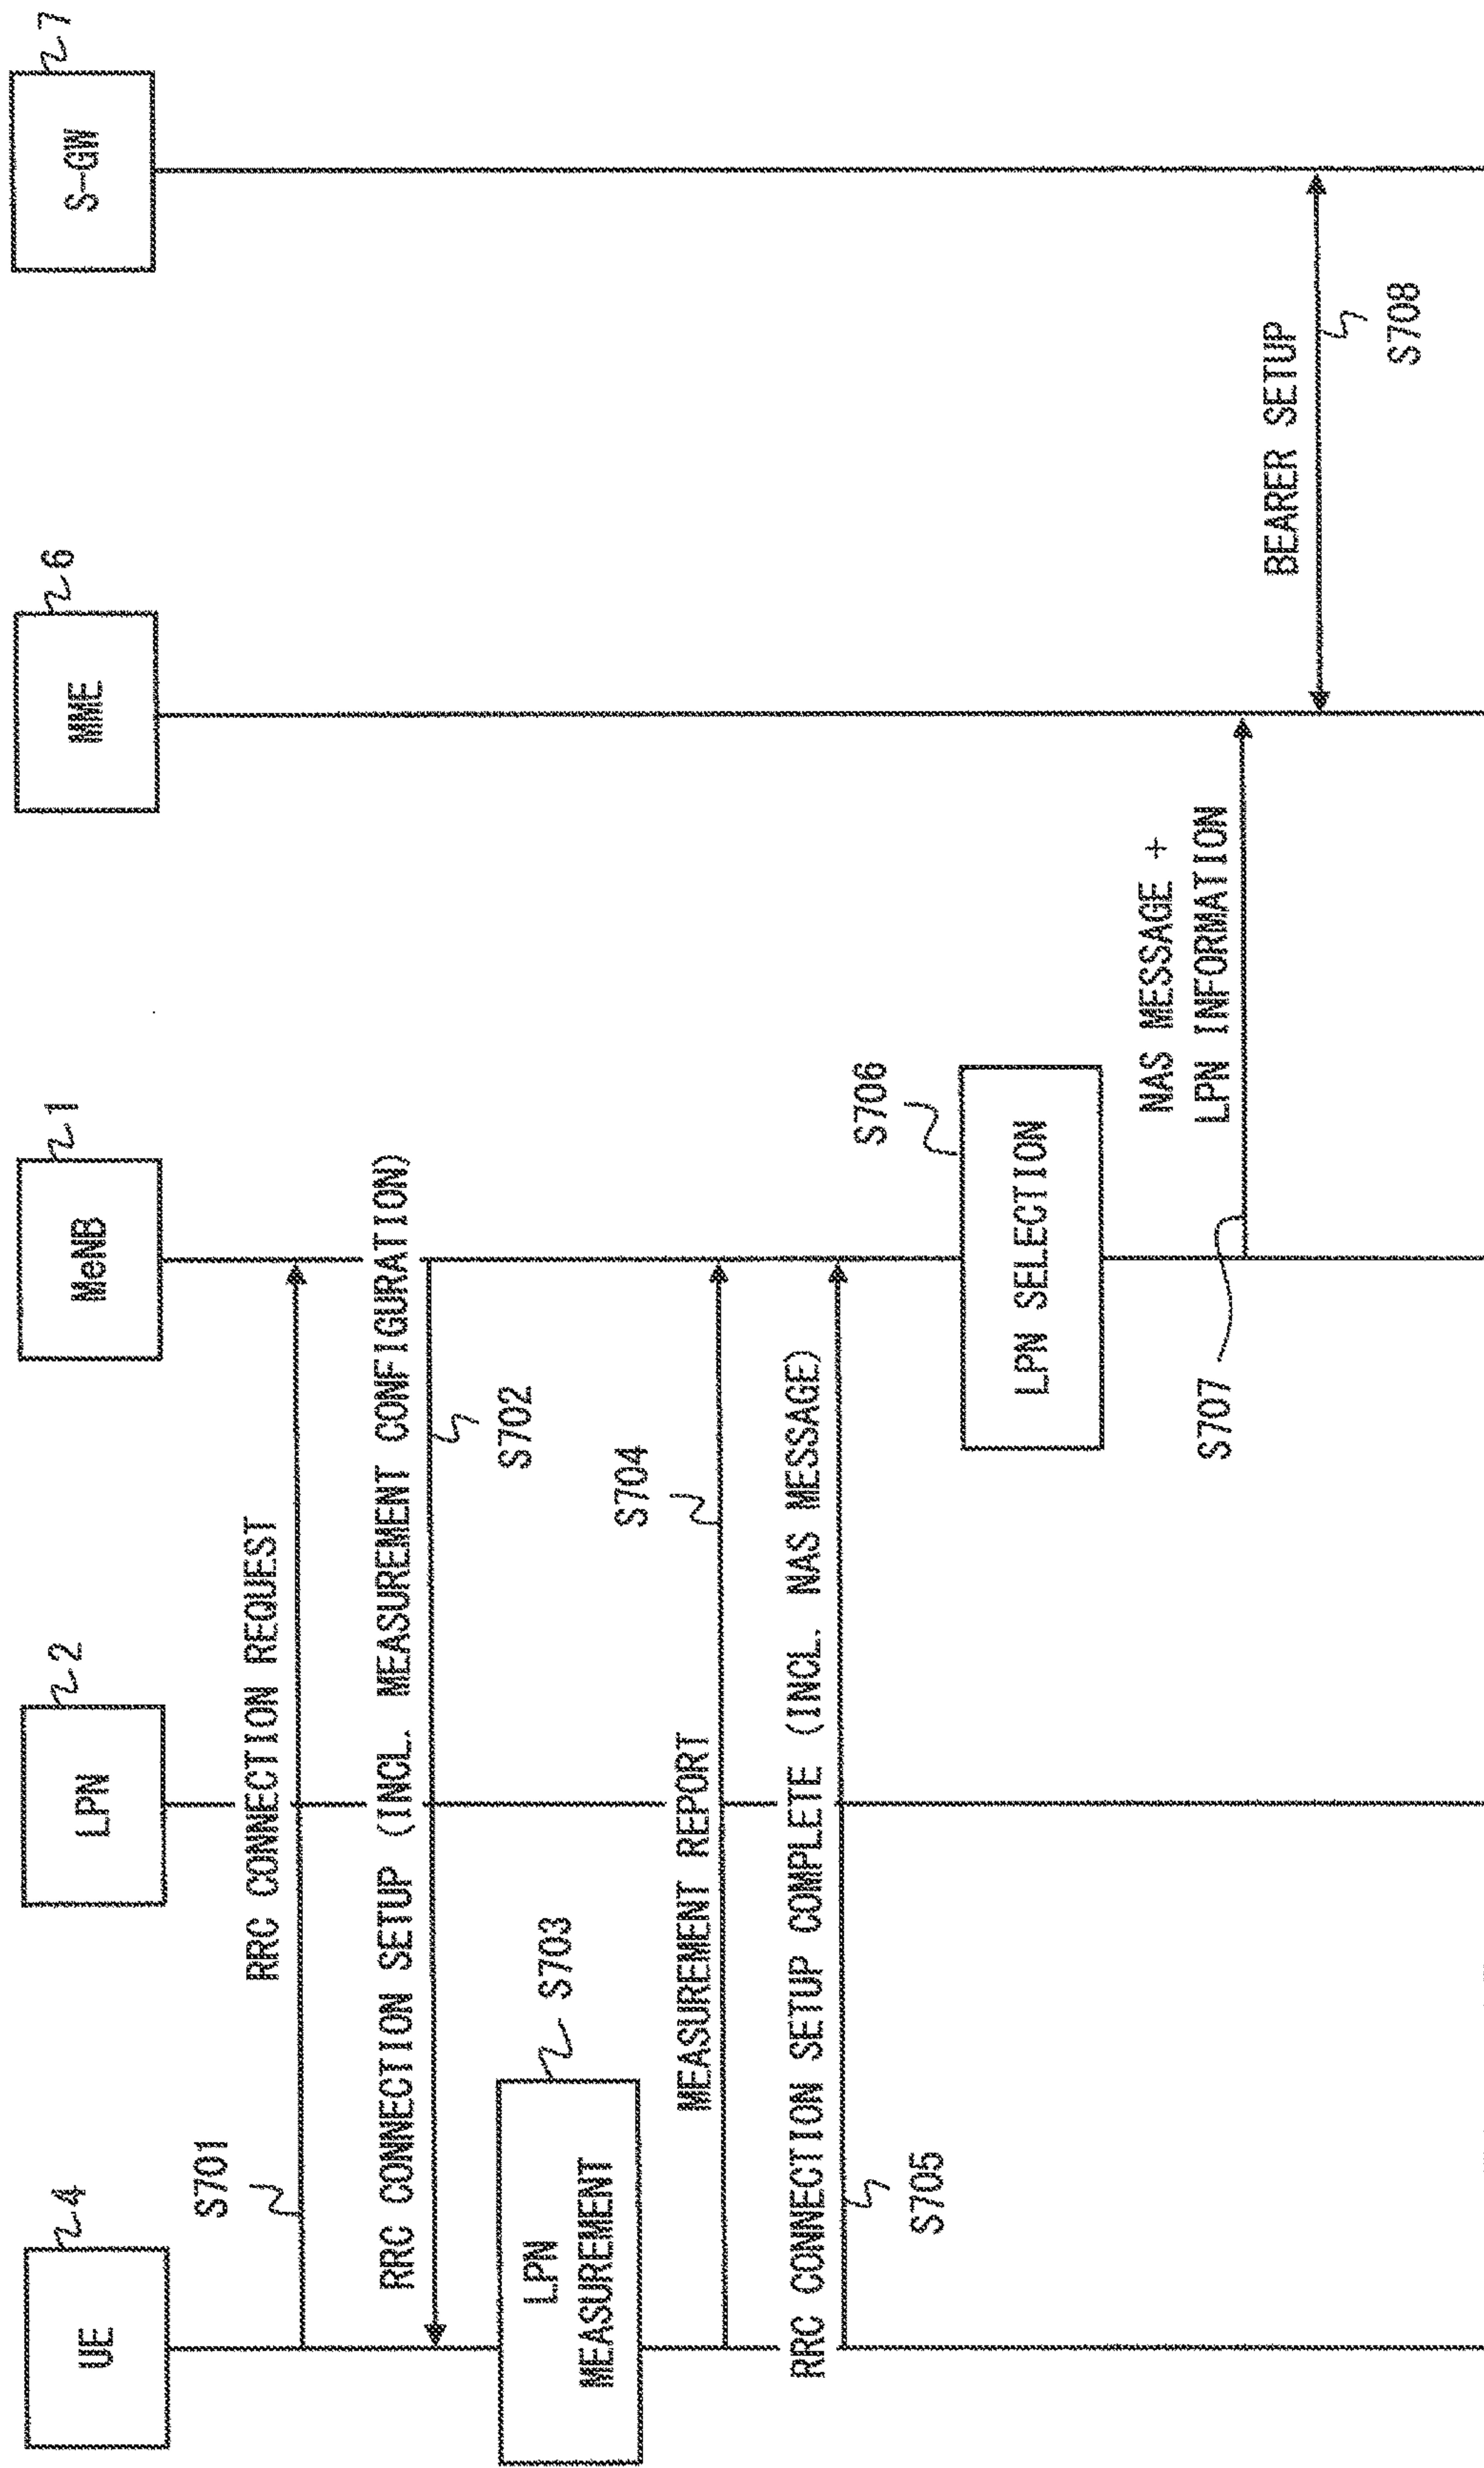 UE
4
LPN
2
MeNB
1
MME
6
S-GW
7
S701
RRC CONNECTION REQUEST
RRC CONNECTION SETUP (INCL. MEASUREMENT CONFIGURATION)
S702
LPN
MEASUREMENT
S703
MEASUREMENT REPORT
S704
RRC CONNECTION SETUP COMPLETE (INCL. NAS MESSAGE)
S705
S706
LPN SELECTION
NAS MESSAGE +
LPN INFORMATION
S707
BEARER SETUP
S708